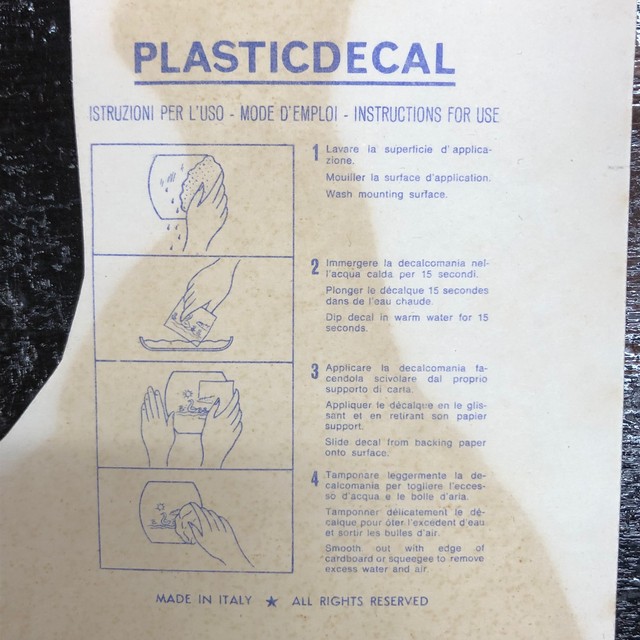 PLASTICDECAL
ISTRUZIONI PER L'USO - MODE D'EMPLOI - INSTRUCTIONS FOR USE
1 Lavare la superficie d'applica-
zione.
Mouiller la surface d'application.
Wash mounting surface.
2 Immergere la decalcomania nel-
l'acqua calda per 15 secondi.
Plonger le décalque 15 secondes
dans de l'eau chaude.
Dip decal in warm water for 15
seconds.
3 Applicare la decalcomania fa-
cendola scivolare dal proprio
supporto di carta.
Appliquer le décalque en le glis-
sant et en retirant son papier
support.
Slide decal from backing paper
onto surface.
4 Tamponare leggermente la de-
calcomania per togliere l'ecces-
so d'acqua e le bolle d'aria.
Tamponner délicatement le dé-
calque pour ôter l'excedent d'eau
et sortir les bulles d'air.
Smooth out with edge of
cardboard or squeegee to remove
excess water and air.
MADE IN ITALY ★ ALL RIGHTS RESERVED